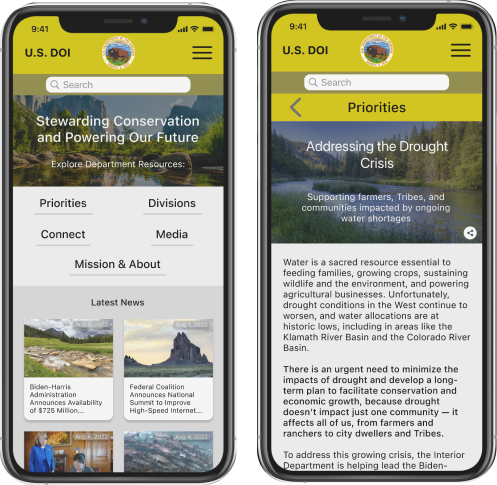 9:41
U.S. DOI
Search
Stewarding Conservation
and Powering Our Future
Explore Department Resources:
Priorities
Divisions
Connect
Media
Mission & About
Latest News
Aug 5, 2022
Aug 1, 2022
Biden-Harris
Administration
Announces Availability
of $725 Million...
Federal Coalition
Announces National
Summit to Improve
High-Speed Internet...
Aug 4, 2022
Aug 4, 2022
9:41
U.S. DOI
Search
Priorities
Addressing the Drought
Crisis
Supporting farmers, Tribes, and
communities impacted by ongoing
water shortages
Water is a sacred resource essential to
feeding families, growing crops, sustaining
wildlife and the environment, and powering
agricultural businesses. Unfortunately,
drought conditions in the West continue to
worsen, and water allocations are at
historic lows, including in areas like the
Klamath River Basin and the Colorado River
Basin.
There is an urgent need to minimize the
impacts of drought and develop a long-
term plan to facilitate conservation and
economic growth, because drought
doesn't impact just one community — it
affects all of us, from farmers and
ranchers to city dwellers and Tribes.
To address this growing crisis, the Interior
Department is helping lead the Biden-